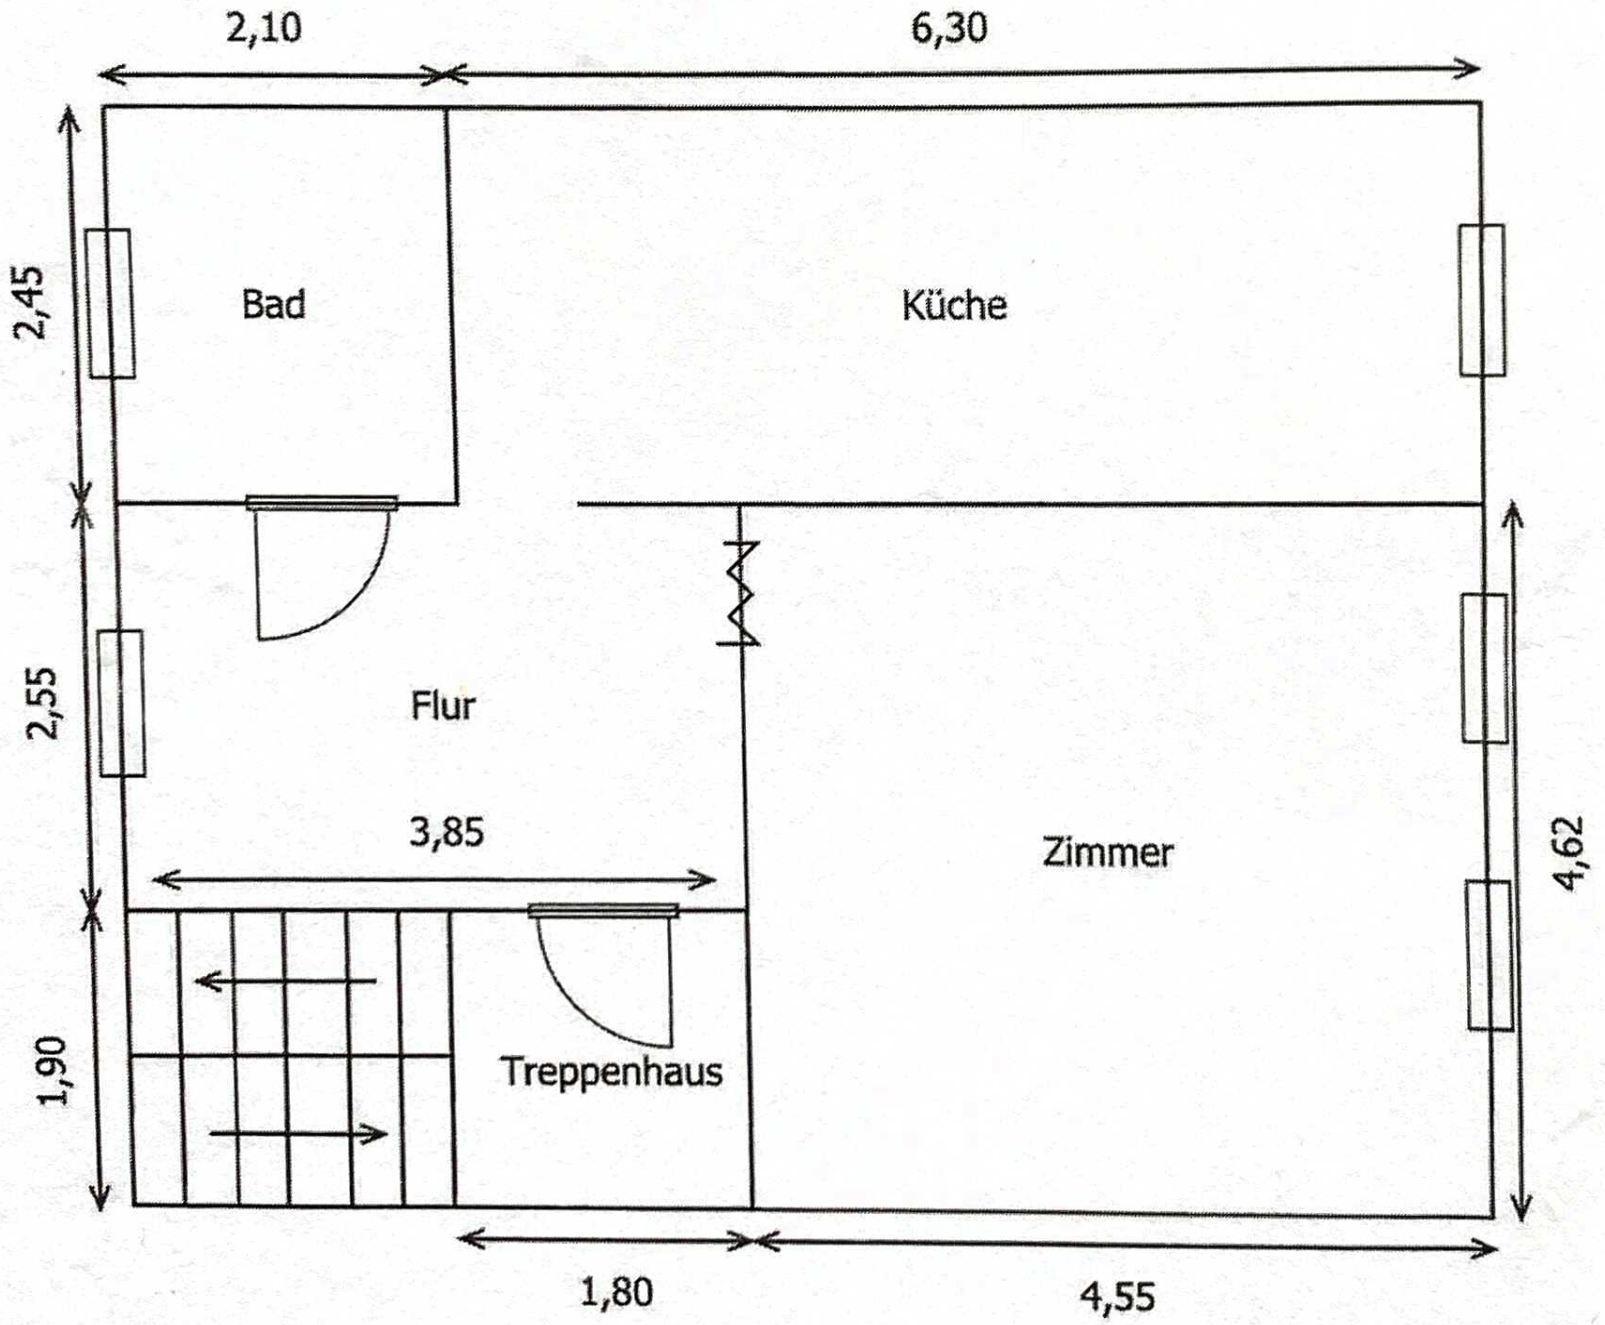 2,10
6,30
2,45
Bad
Küche
2,55
Flur
3,85
Zimmer
4,62
1,90
Treppenhaus
1,80
4,55